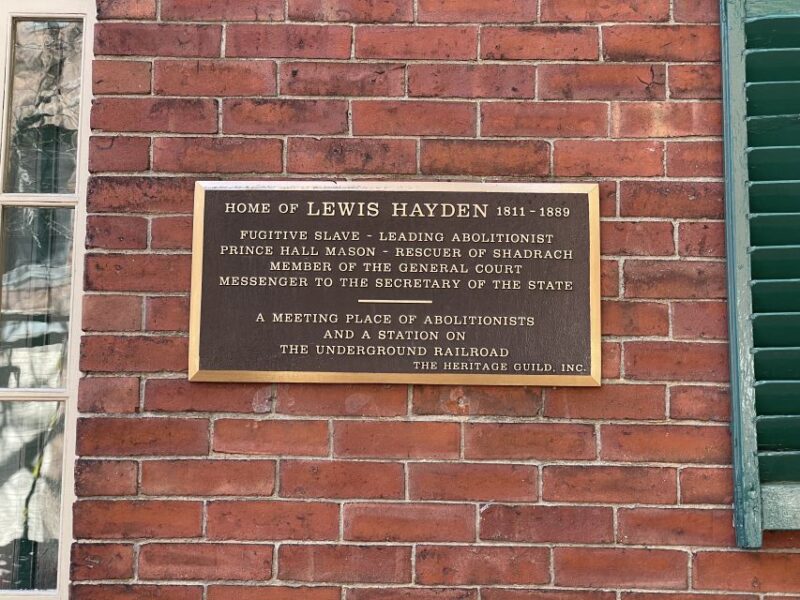 HOME OF LEWIS HAYDEN 1811 - 1889
FUGITIVE SLAVE - LEADING ABOLITIONIST
PRINCE HALL MASON - RESCUER OF SHADRACH
MEMBER OF THE GENERAL COURT
MESSENGER TO THE SECRETARY OF THE STATE
A MEETING PLACE OF ABOLITIONISTS
AND A STATION ON
THE UNDERGROUND RAILROAD
THE HERITAGE GUILD, INC.